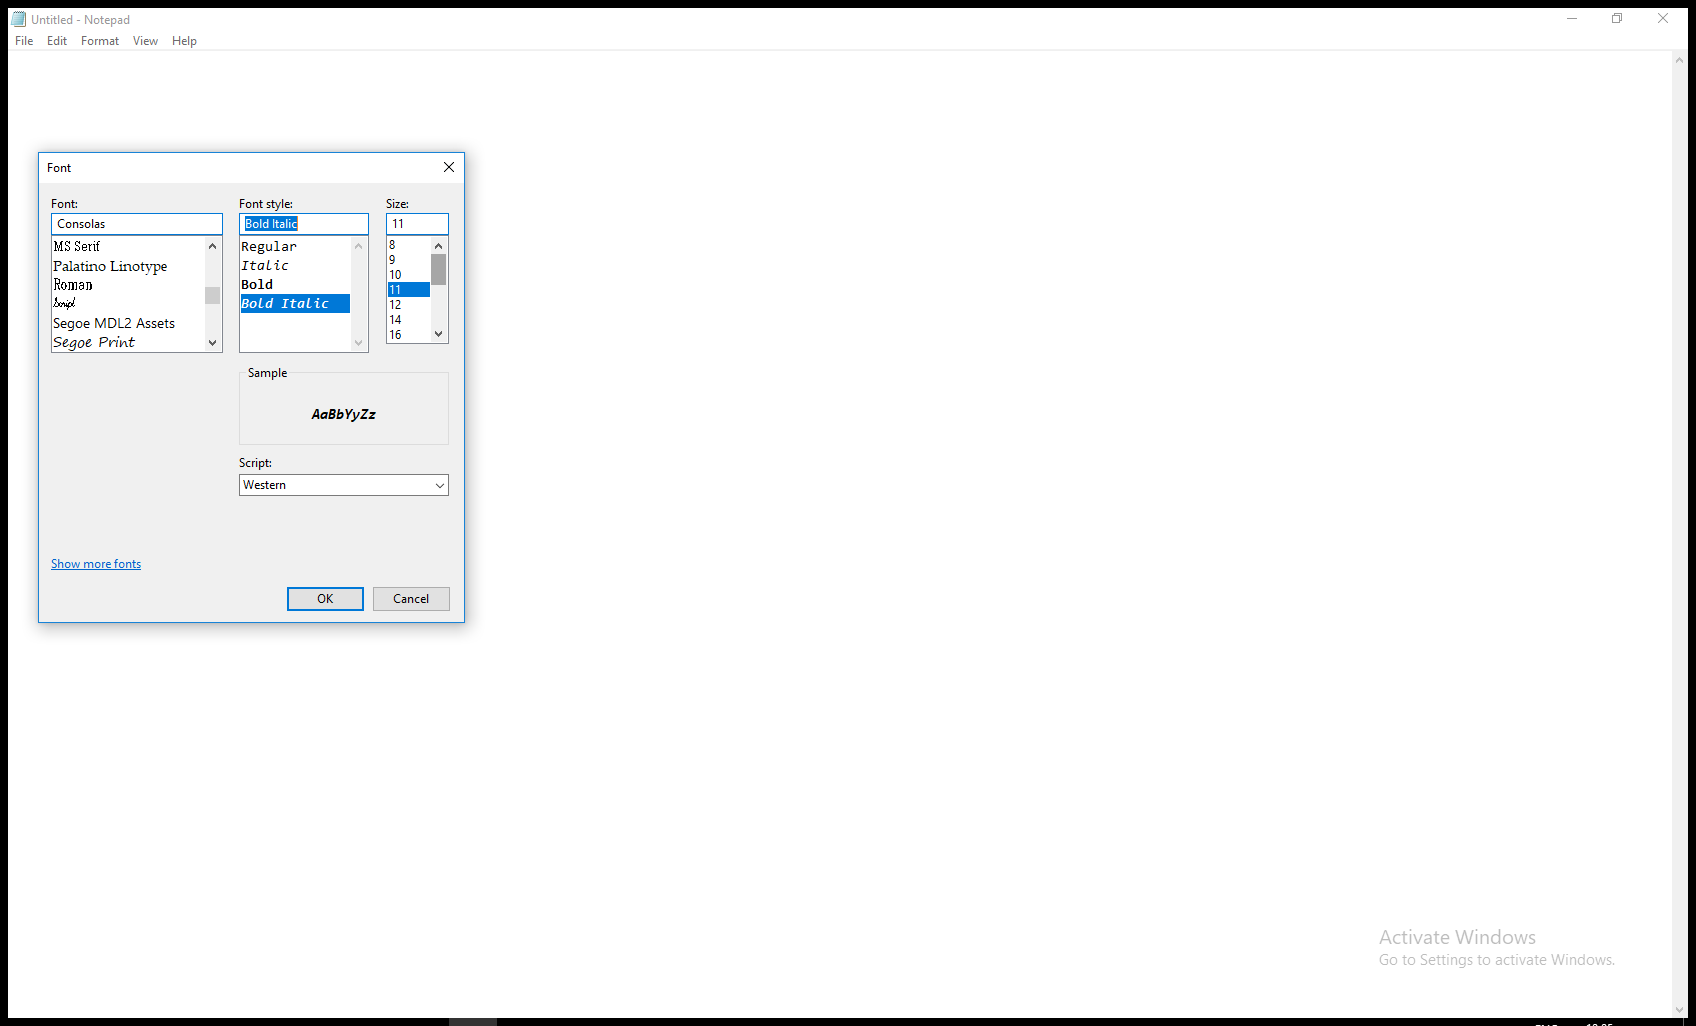 Untitled - Notepad
File Edit Format View Help
Font
Font: Font style: Size:
Consolas Bold Italic 11
MS Serif
Palatino Linotype
Roman
Script
Segoe MDL2 Assets
Segoe Print
Regular
Italic
Bold
Bold Italic
8
9
10
11
12
14
16
Sample
AaBbYyZz
Script:
Western
Show more fonts
OK Cancel
Activate Windows
Go to Settings to activate Windows.